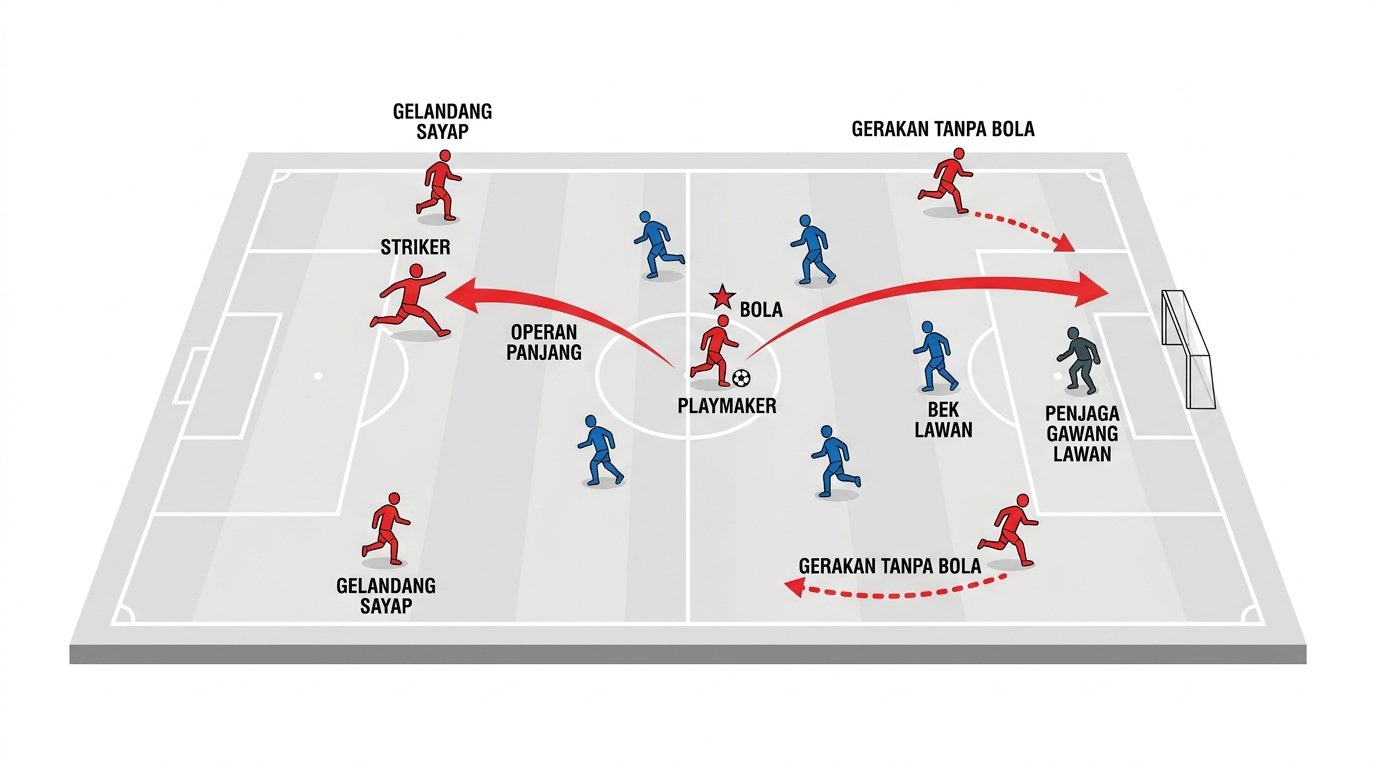 GELANDANG
SAYAP
GERAKAN TANPA BOLA
STRIKER
BOLA
OPERAN
PANJANG
PLAYMAKER
BEK
LAWAN
PENJAGA
GAWANG
LAWAN
GERAKAN TANPA BOLA
GELANDANG
SAYAP